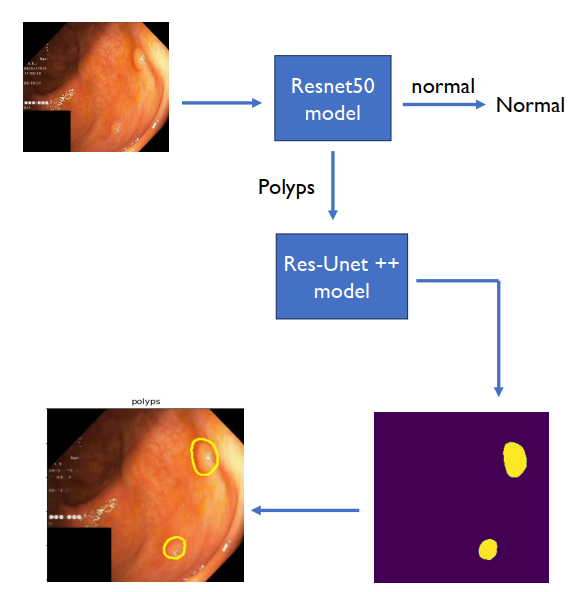 Resnet50
model
normal
Normal
Polyps
Res-Unet ++
model
polyps